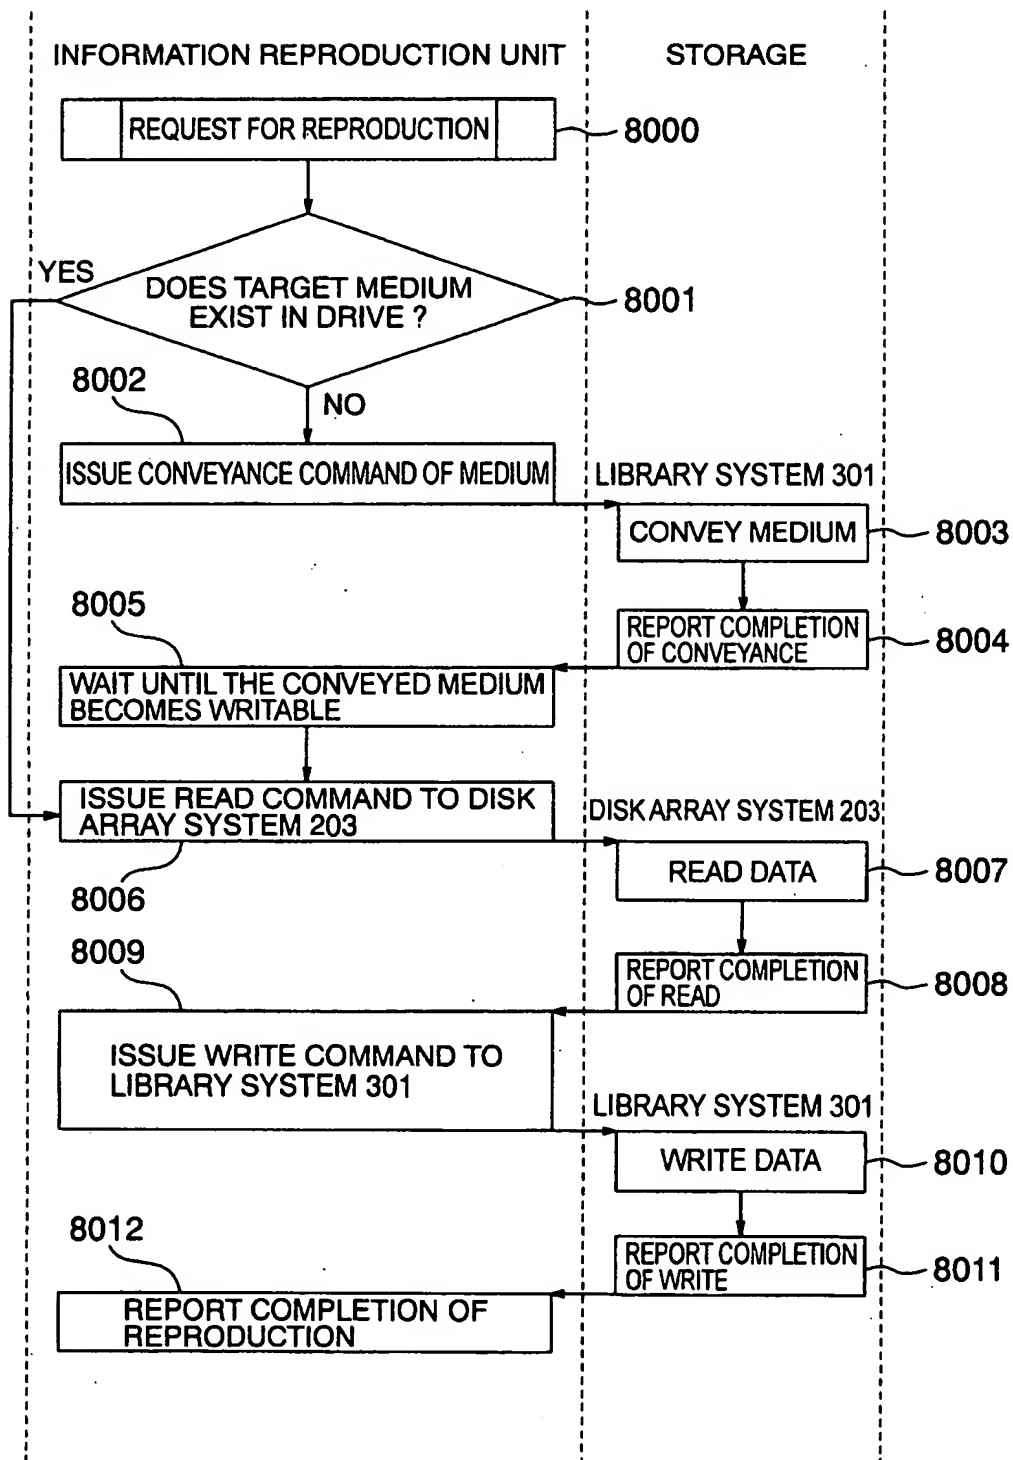 INFORMATION REPRODUCTION UNIT
STORAGE
REQUEST FOR REPRODUCTION
8000
YES
DOES TARGET MEDIUM
EXIST IN DRIVE ?
8001
8002
NO
ISSUE CONVEYANCE COMMAND OF MEDIUM
LIBRARY SYSTEM 301
CONVEY MEDIUM
8003
8005
REPORT COMPLETION
OF CONVEYANCE
8004
WAIT UNTIL THE CONVEYED MEDIUM
BECOMES WRITABLE
ISSUE READ COMMAND TO DISK
ARRAY SYSTEM 203
DISK ARRAY SYSTEM 203
8006
READ DATA
8007
8009
REPORT COMPLETION
OF READ
8008
ISSUE WRITE COMMAND TO
LIBRARY SYSTEM 301
LIBRARY SYSTEM 301
WRITE DATA
8010
8012
REPORT COMPLETION
OF WRITE
8011
REPORT COMPLETION OF
REPRODUCTION